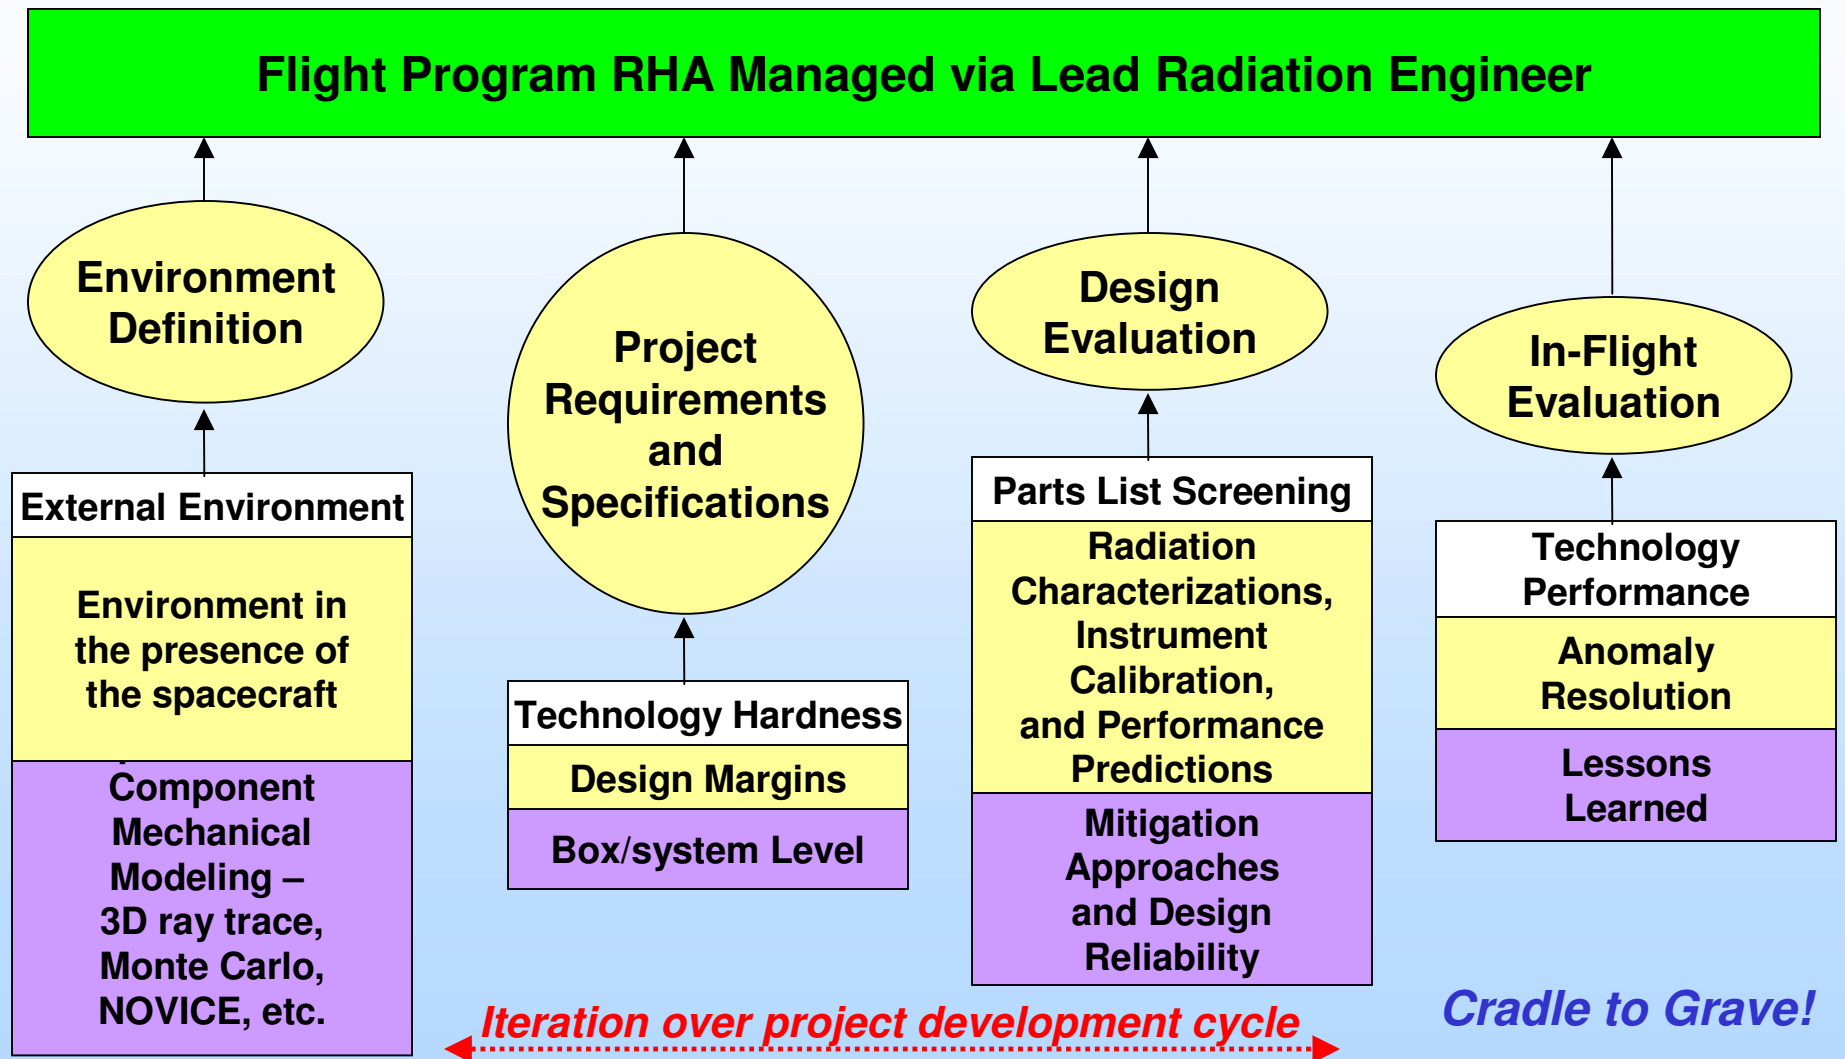 Flight Program RHA Managed via Lead Radiation Engineer
Environment
Definition
External Environment
Environment in
the presence of
the spacecraft
Component
Mechanical
Modeling –
3D ray trace,
Monte Carlo,
NOVICE, etc.
Project
Requirements
and
Specifications
Technology Hardness
Design Margins
Box/system Level
Design
Evaluation
Parts List Screening
Radiation
Characterizations,
Instrument
Calibration,
and Performance
Predictions
Mitigation
Approaches
and Design
Reliability
In-Flight
Evaluation
Technology
Performance
Anomaly
Resolution
Lessons
Learned
Iteration over project development cycle
Cradle to Grave!